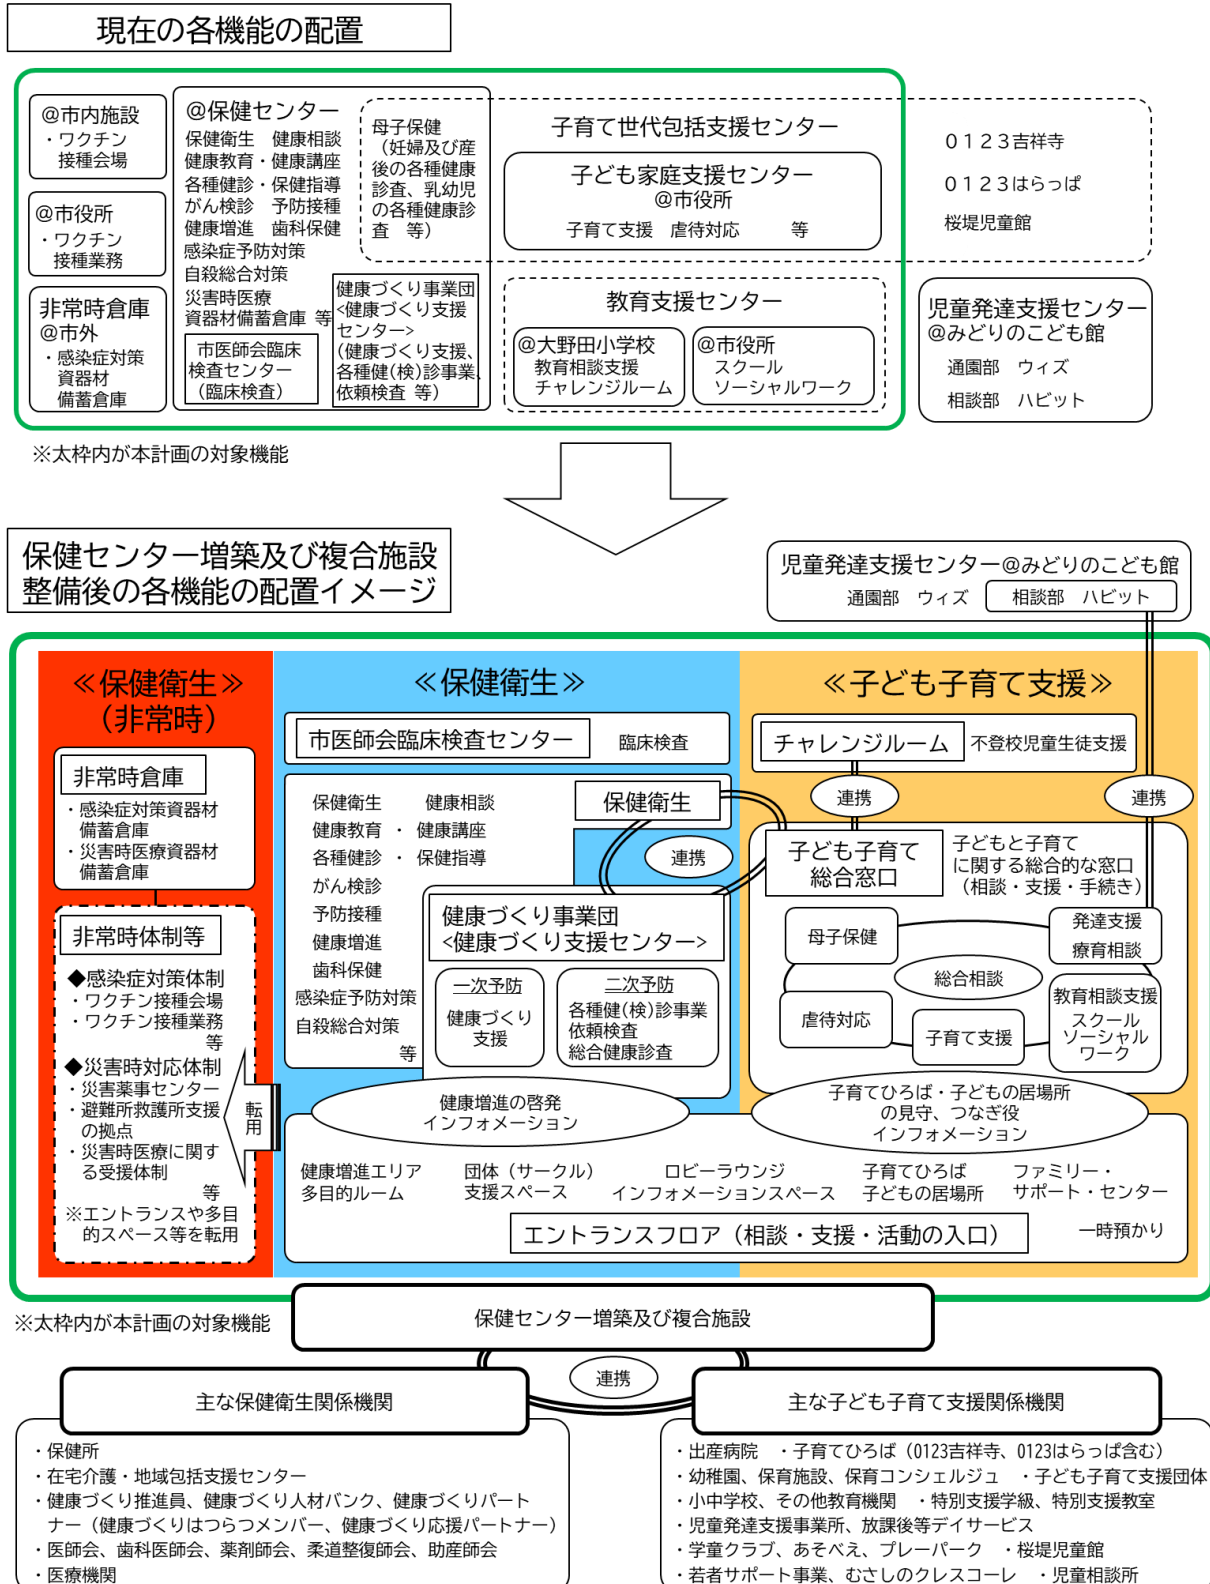 現在の各機能の配置
@市内施設
・ワクチン
接種会場
@市役所
・ワクチン
接種業務
非常時倉庫
@市外
・感染症対策
資器材
備蓄倉庫
@保健センター
保健衛生　健康相談
健康教育・健康講座
各種健診・保健指導
がん検診　予防接種
健康増進　歯科保健
感染症予防対策
自殺総合対策
災害時医療
資器材備蓄倉庫 等
市医師会臨床
検査センター
（臨床検査）
健康づくり事業団
<健康づくり支援
センター>
（健康づくり支援、
各種健(検)診事業、
依頼検査 等）
母子保健
（妊婦及び産
後の各種健康
診査、乳幼児
の各種健康診
査　等）
子育て世代包括支援センター
子ども家庭支援センター
@市役所
子育て支援　虐待対応　　　等
教育支援センター
@大野田小学校
教育相談支援
チャレンジルーム
@市役所
スクール
ソーシャルワーク
０１２３吉祥寺
０１２３はらっぱ
桜堤児童館
児童発達支援センター
@みどりのこども館
通園部　ウィズ
相談部　ハビット
※太枠内が本計画の対象機能
保健センター増築及び複合施設
整備後の各機能の配置イメージ
児童発達支援センター@みどりのこども館
通園部　ウィズ　相談部　ハビット
≪保健衛生≫
（非常時）
非常時倉庫
・感染症対策資器材
備蓄倉庫
・災害時医療資器材
備蓄倉庫
非常時体制等
◆感染症対策体制
・ワクチン接種会場
・ワクチン接種業務
等
◆災害時対応体制
・災害薬事センター
・避難所救護所支援
の拠点
・災害時医療に関す
る受援体制
等
※エントランスや多目
的スペース等を転用
転用
≪保健衛生≫
市医師会臨床検査センター　臨床検査
保健衛生
保健衛生　　健康相談
健康教育 ・ 健康講座
各種健診 ・ 保健指導
がん検診
予防接種
健康増進
歯科保健
感染症予防対策
自殺総合対策
等
連携
健康づくり事業団
<健康づくり支援センター>
一次予防
健康づくり
支援
二次予防
各種健(検)診事業
依頼検査
総合健康診査
≪子ども子育て支援≫
チャレンジルーム　不登校児童生徒支援
連携
連携
子ども子育て
総合窓口
子どもと子育て
に関する総合的な窓口
（相談・支援・手続き）
母子保健
発達支援
療育相談
総合相談
虐待対応
子育て支援
教育相談支援
スクール
ソーシャル
ワーク
健康増進の啓発
インフォメーション
子育てひろば・子どもの居場所
の見守、つなぎ役
インフォメーション
健康増進エリア
多目的ルーム
団体（サークル）
支援スペース
ロビーラウンジ
インフォメーションスペース
子育てひろば
子どもの居場所
ファミリー・
サポート・センター
エントランスフロア（相談・支援・活動の入口）
一時預かり
※太枠内が本計画の対象機能
保健センター増築及び複合施設
連携
主な保健衛生関係機関
・保健所
・在宅介護・地域包括支援センター
・健康づくり推進員、健康づくり人材バンク、健康づくりパート
ナー（健康づくりはつらつメンバー、健康づくり応援パートナー）
・医師会、歯科医師会、薬剤師会、柔道整復師会、助産師会
・医療機関
主な子ども子育て支援関係機関
・出産病院　・子育てひろば（0123吉祥寺、0123はらっぱ含む）
・幼稚園、保育施設、保育コンシェルジュ　・子ども子育て支援団体
・小中学校、その他教育機関　・特別支援学級、特別支援教室
・児童発達支援事業所、放課後等デイサービス
・学童クラブ、あそべえ、プレーパーク　・桜堤児童館
・若者サポート事業、むさしのクレスコーレ　・児童相談所